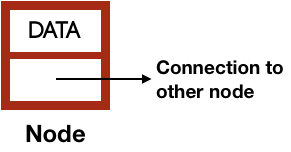 DATA
Connection to
other node
Node